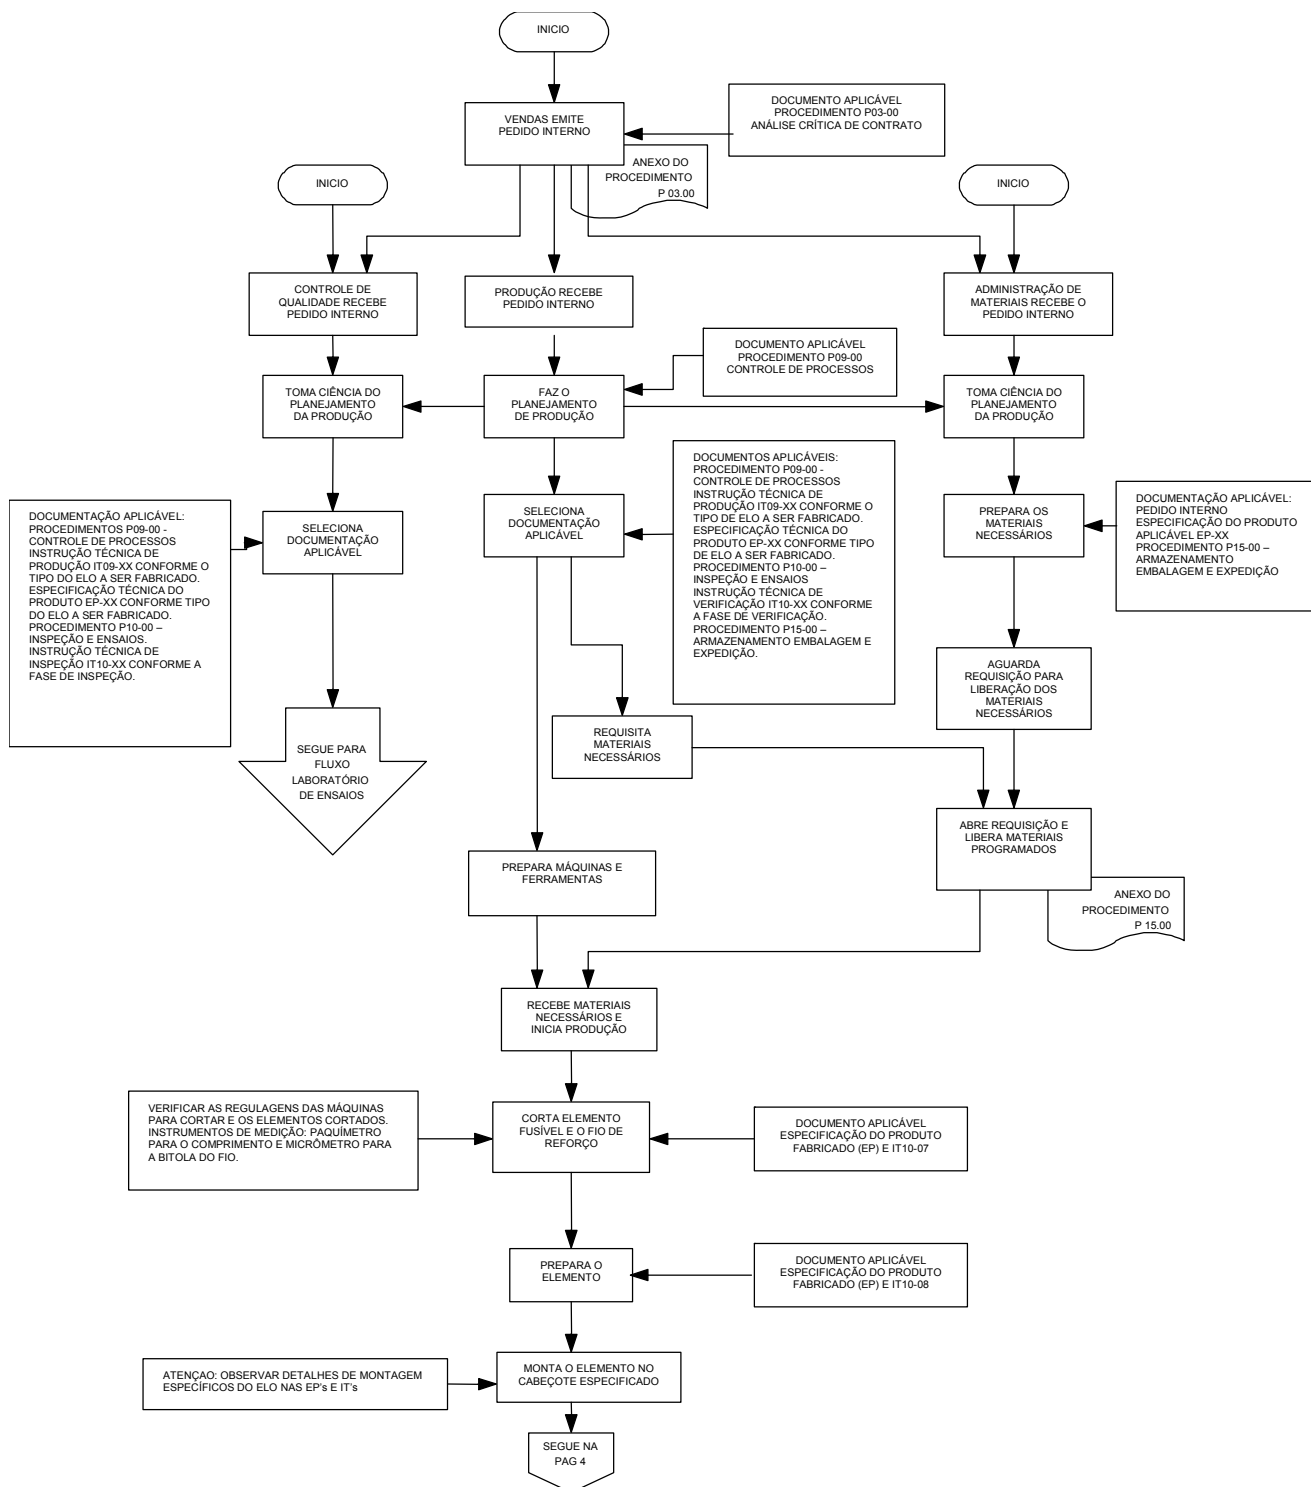 INICIO
VENDAS EMITE
PEDIDO INTERNO
DOCUMENTO APLICÁVEL
PROCEDIMENTO P03-00
ANÁLISE CRÍTICA DE CONTRATO
ANEXO DO
PROCEDIMENTO
P 03.00
INICIO
INICIO
CONTROLE DE
QUALIDADE RECEBE
PEDIDO INTERNO
PRODUÇÃO RECEBE
PEDIDO INTERNO
ADMINISTRAÇÃO DE
MATERIAIS RECEBE O
PEDIDO INTERNO
DOCUMENTO APLICÁVEL
PROCEDIMENTO P09-00
CONTROLE DE PROCESSOS
TOMA CIÊNCIA DO
PLANEJAMENTO
DA PRODUÇÃO
FAZ O
PLANEJAMENTO
DE PRODUÇÃO
TOMA CIÊNCIA DO
PLANEJAMENTO
DA PRODUÇÃO
DOCUMENTAÇÃO APLICÁVEL:
PROCEDIMENTOS P09-00 -
CONTROLE DE PROCESSOS
INSTRUÇÃO TÉCNICA DE
PRODUÇÃO IT09-XX CONFORME O
TIPO DO ELO A SER FABRICADO.
ESPECIFICAÇÃO TÉCNICA DO
PRODUTO EP-XX CONFORME TIPO
DO ELO A SER FABRICADO.
PROCEDIMENTO P10-00 –
INSPEÇÃO E ENSAIOS.
INSTRUÇÃO TÉCNICA DE
INSPEÇÃO IT10-XX CONFORME A
FASE DE INSPEÇÃO.
SELECIONA
DOCUMENTAÇÃO
APLICÁVEL
SELECIONA
DOCUMENTAÇÃO
APLICÁVEL
DOCUMENTOS APLICÁVEIS:
PROCEDIMENTO P09-00 -
CONTROLE DE PROCESSOS
INSTRUÇÃO TÉCNICA DE
PRODUÇÃO IT09-XX CONFORME O
TIPO DE ELO A SER FABRICADO.
ESPECIFICAÇÃO TÉCNICA DO
PRODUTO EP-XX CONFORME TIPO
DE ELO A SER FABRICADO.
PROCEDIMENTO P10-00 –
INSPEÇÃO E ENSAIOS
INSTRUÇÃO TÉCNICA DE
VERIFICAÇÃO IT10-XX CONFORME
A FASE DE VERIFICAÇÃO.
PROCEDIMENTO P15-00 –
ARMAZENAMENTO EMBALAGEM E
EXPEDIÇÃO.
PREPARA OS
MATERIAIS
NECESSÁRIOS
DOCUMENTAÇÃO APLICÁVEL:
PEDIDO INTERNO
ESPECIFICAÇÃO DO PRODUTO
APLICÁVEL EP-XX
PROCEDIMENTO P15-00 –
ARMAZENAMENTO
EMBALAGEM E EXPEDIÇÃO
AGUARDA
REQUISIÇÃO PARA
LIBERAÇÃO DOS
MATERIAIS
NECESSÁRIOS
SEGUE PARA
FLUXO
LABORATÓRIO
DE ENSAIOS
REQUISITA
MATERIAIS
NECESSÁRIOS
ABRE REQUISIÇÃO E
LIBERA MATERIAIS
PROGRAMADOS
PREPARA MÁQUINAS E
FERRAMENTAS
ANEXO DO
PROCEDIMENTO
P 15.00
RECEBE MATERIAIS
NECESSÁRIOS E
INICIA PRODUÇÃO
VERIFICAR AS REGULAGENS DAS MÁQUINAS
PARA CORTAR E OS ELEMENTOS CORTADOS.
INSTRUMENTOS DE MEDIÇÃO: PAQUÍMETRO
PARA O COMPRIMENTO E MICRÔMETRO PARA
A BITOLA DO FIO.
CORTA ELEMENTO
FUSÍVEL E O FIO DE
REFORÇO
DOCUMENTO APLICÁVEL
ESPECIFICAÇÃO DO PRODUTO
FABRICADO (EP) E IT10-07
PREPARA O
ELEMENTO
DOCUMENTO APLICÁVEL
ESPECIFICAÇÃO DO PRODUTO
FABRICADO (EP) E IT10-08
ATENÇAO: OBSERVAR DETALHES DE MONTAGEM
ESPECÍFICOS DO ELO NAS EP's E IT's
MONTA O ELEMENTO NO
CABEÇOTE ESPECIFICADO
SEGUE NA
PAG 4